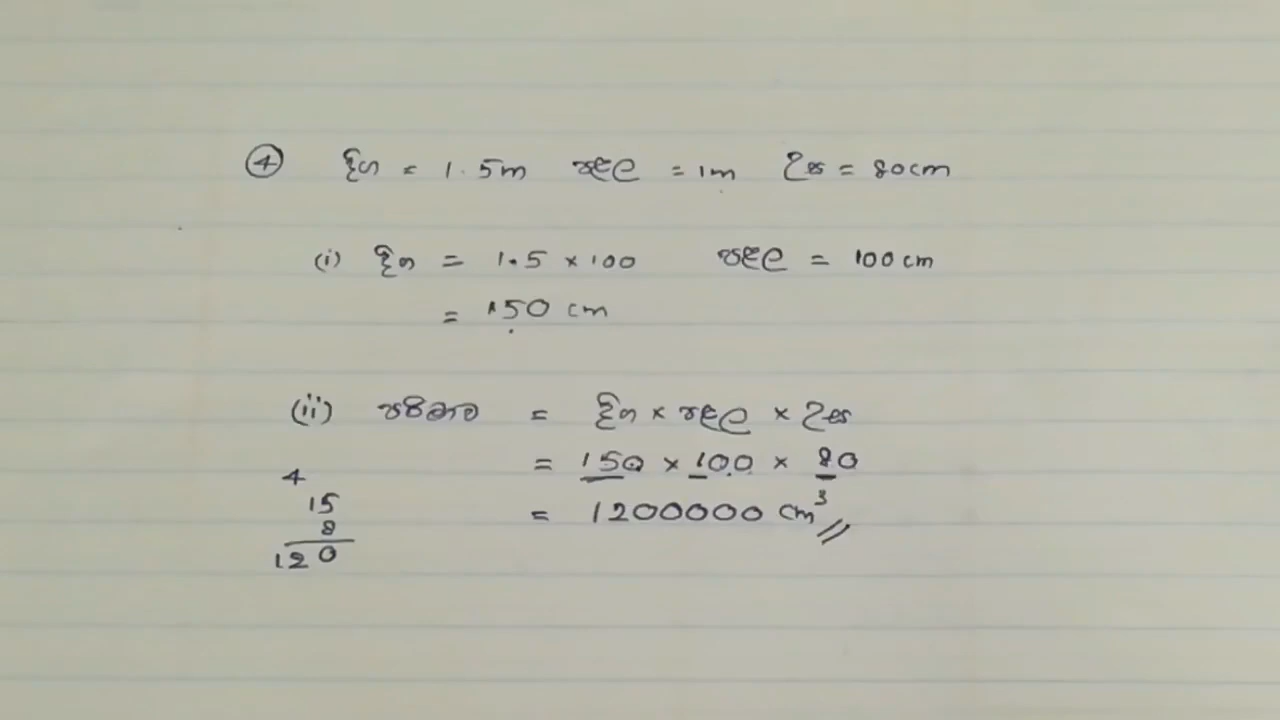 ④ දිග = 1.5m පළල = 1m උස = 80cm
(i) දිග = 1.5 × 100 පළල = 100 cm
= 150 cm
(ii) පරිමාව = දිග × පළල × උස
= 150 × 100 × 80
= 1200000 cm³ //
4
15
8
120